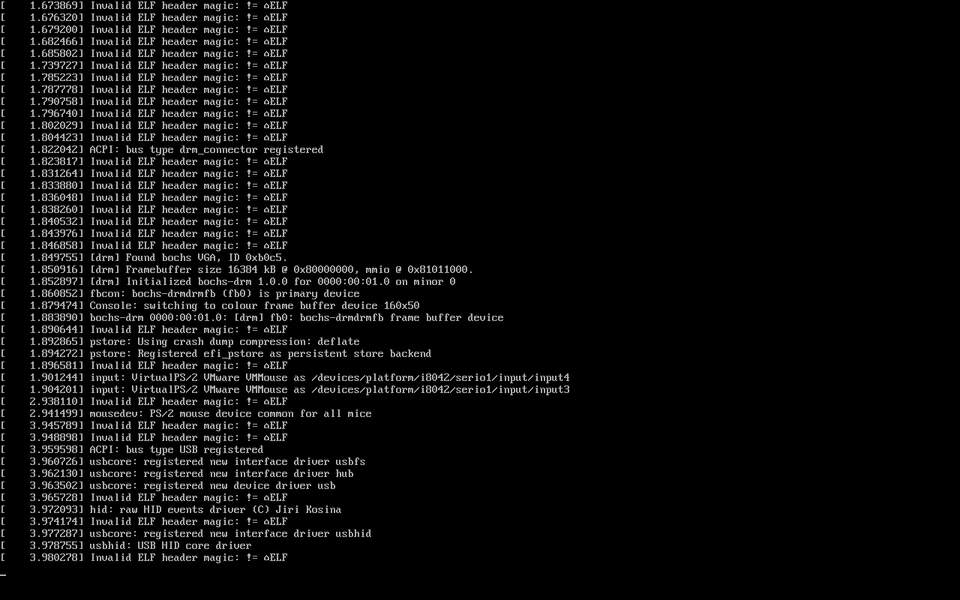 [    1.673869] Invalid ELF header magic: != ⌂ELF
[    1.676320] Invalid ELF header magic: != ⌂ELF
[    1.679200] Invalid ELF header magic: != ⌂ELF
[    1.682466] Invalid ELF header magic: != ⌂ELF
[    1.685802] Invalid ELF header magic: != ⌂ELF
[    1.739727] Invalid ELF header magic: != ⌂ELF
[    1.785223] Invalid ELF header magic: != ⌂ELF
[    1.787778] Invalid ELF header magic: != ⌂ELF
[    1.790758] Invalid ELF header magic: != ⌂ELF
[    1.796740] Invalid ELF header magic: != ⌂ELF
[    1.802029] Invalid ELF header magic: != ⌂ELF
[    1.804423] Invalid ELF header magic: != ⌂ELF
[    1.822042] ACPI: bus type drm_connector registered
[    1.823817] Invalid ELF header magic: != ⌂ELF
[    1.831264] Invalid ELF header magic: != ⌂ELF
[    1.833880] Invalid ELF header magic: != ⌂ELF
[    1.836048] Invalid ELF header magic: != ⌂ELF
[    1.838260] Invalid ELF header magic: != ⌂ELF
[    1.840532] Invalid ELF header magic: != ⌂ELF
[    1.843976] Invalid ELF header magic: != ⌂ELF
[    1.846858] Invalid ELF header magic: != ⌂ELF
[    1.849755] [drm] Found bochs VGA, ID 0xb0c5.
[    1.850916] [drm] Framebuffer size 16384 kB @ 0x80000000, mmio @ 0x81011000.
[    1.852897] [drm] Initialized bochs-drm 1.0.0 for 0000:00:01.0 on minor 0
[    1.860852] fbcon: bochs-drmdrmfb (fb0) is primary device
[    1.879474] Console: switching to colour frame buffer device 160x50
[    1.883890] bochs-drm 0000:00:01.0: [drm] fb0: bochs-drmdrmfb frame buffer device
[    1.890644] Invalid ELF header magic: != ⌂ELF
[    1.892865] pstore: Using crash dump compression: deflate
[    1.894272] pstore: Registered efi_pstore as persistent store backend
[    1.896581] Invalid ELF header magic: != ⌂ELF
[    1.901244] input: VirtualPS/2 VMware VMMouse as /devices/platform/i8042/serio1/input/input4
[    1.904201] input: VirtualPS/2 VMware VMMouse as /devices/platform/i8042/serio1/input/input3
[    2.938110] Invalid ELF header magic: != ⌂ELF
[    2.941499] mousedev: PS/2 mouse device common for all mice
[    3.945789] Invalid ELF header magic: != ⌂ELF
[    3.948898] Invalid ELF header magic: != ⌂ELF
[    3.959598] ACPI: bus type USB registered
[    3.960726] usbcore: registered new interface driver usbfs
[    3.962130] usbcore: registered new interface driver hub
[    3.963502] usbcore: registered new device driver usb
[    3.965728] Invalid ELF header magic: != ⌂ELF
[    3.972093] hid: raw HID events driver (C) Jiri Kosina
[    3.974174] Invalid ELF header magic: != ⌂ELF
[    3.977287] usbcore: registered new interface driver usbhid
[    3.978755] usbhid: USB HID core driver
[    3.980278] Invalid ELF header magic: != ⌂ELF